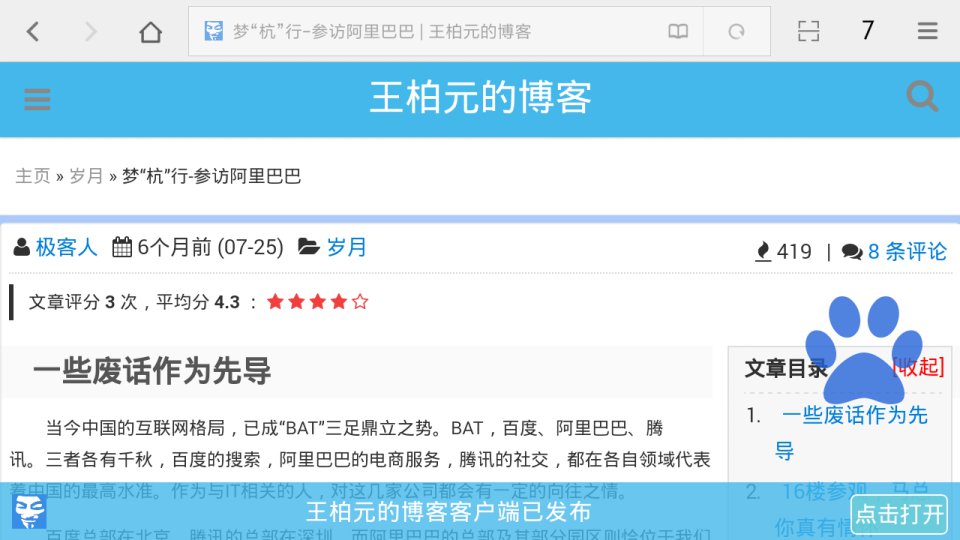 梦“杭”行-参访阿里巴巴 | 王柏元的博客
7
王柏元的博客
主页 » 岁月 » 梦“杭”行-参访阿里巴巴
极客人 6个月前 (07-25) 岁月
419 | 8 条评论
文章评分 3 次，平均分 4.3 ：
一些废话作为先导
当今中国的互联网格局，已成“BAT”三足鼎立之势。BAT，百度、阿里巴巴、腾
讯。三者各有千秋，百度的搜索，阿里巴巴的电商服务，腾讯的社交，都在各自领域代表
着中国的最高水准。作为与IT相关的人，对这几家公司都会有一定的向往之情。
百度总部在北京，腾讯的总部在深圳，而阿里巴巴的总部及其部分园区则恰位于我们
文章目录 [收起]
1. 一些废话作为先导
2. 16楼参观，马总
你真有情
王柏元的博客客户端已发布
点击打开